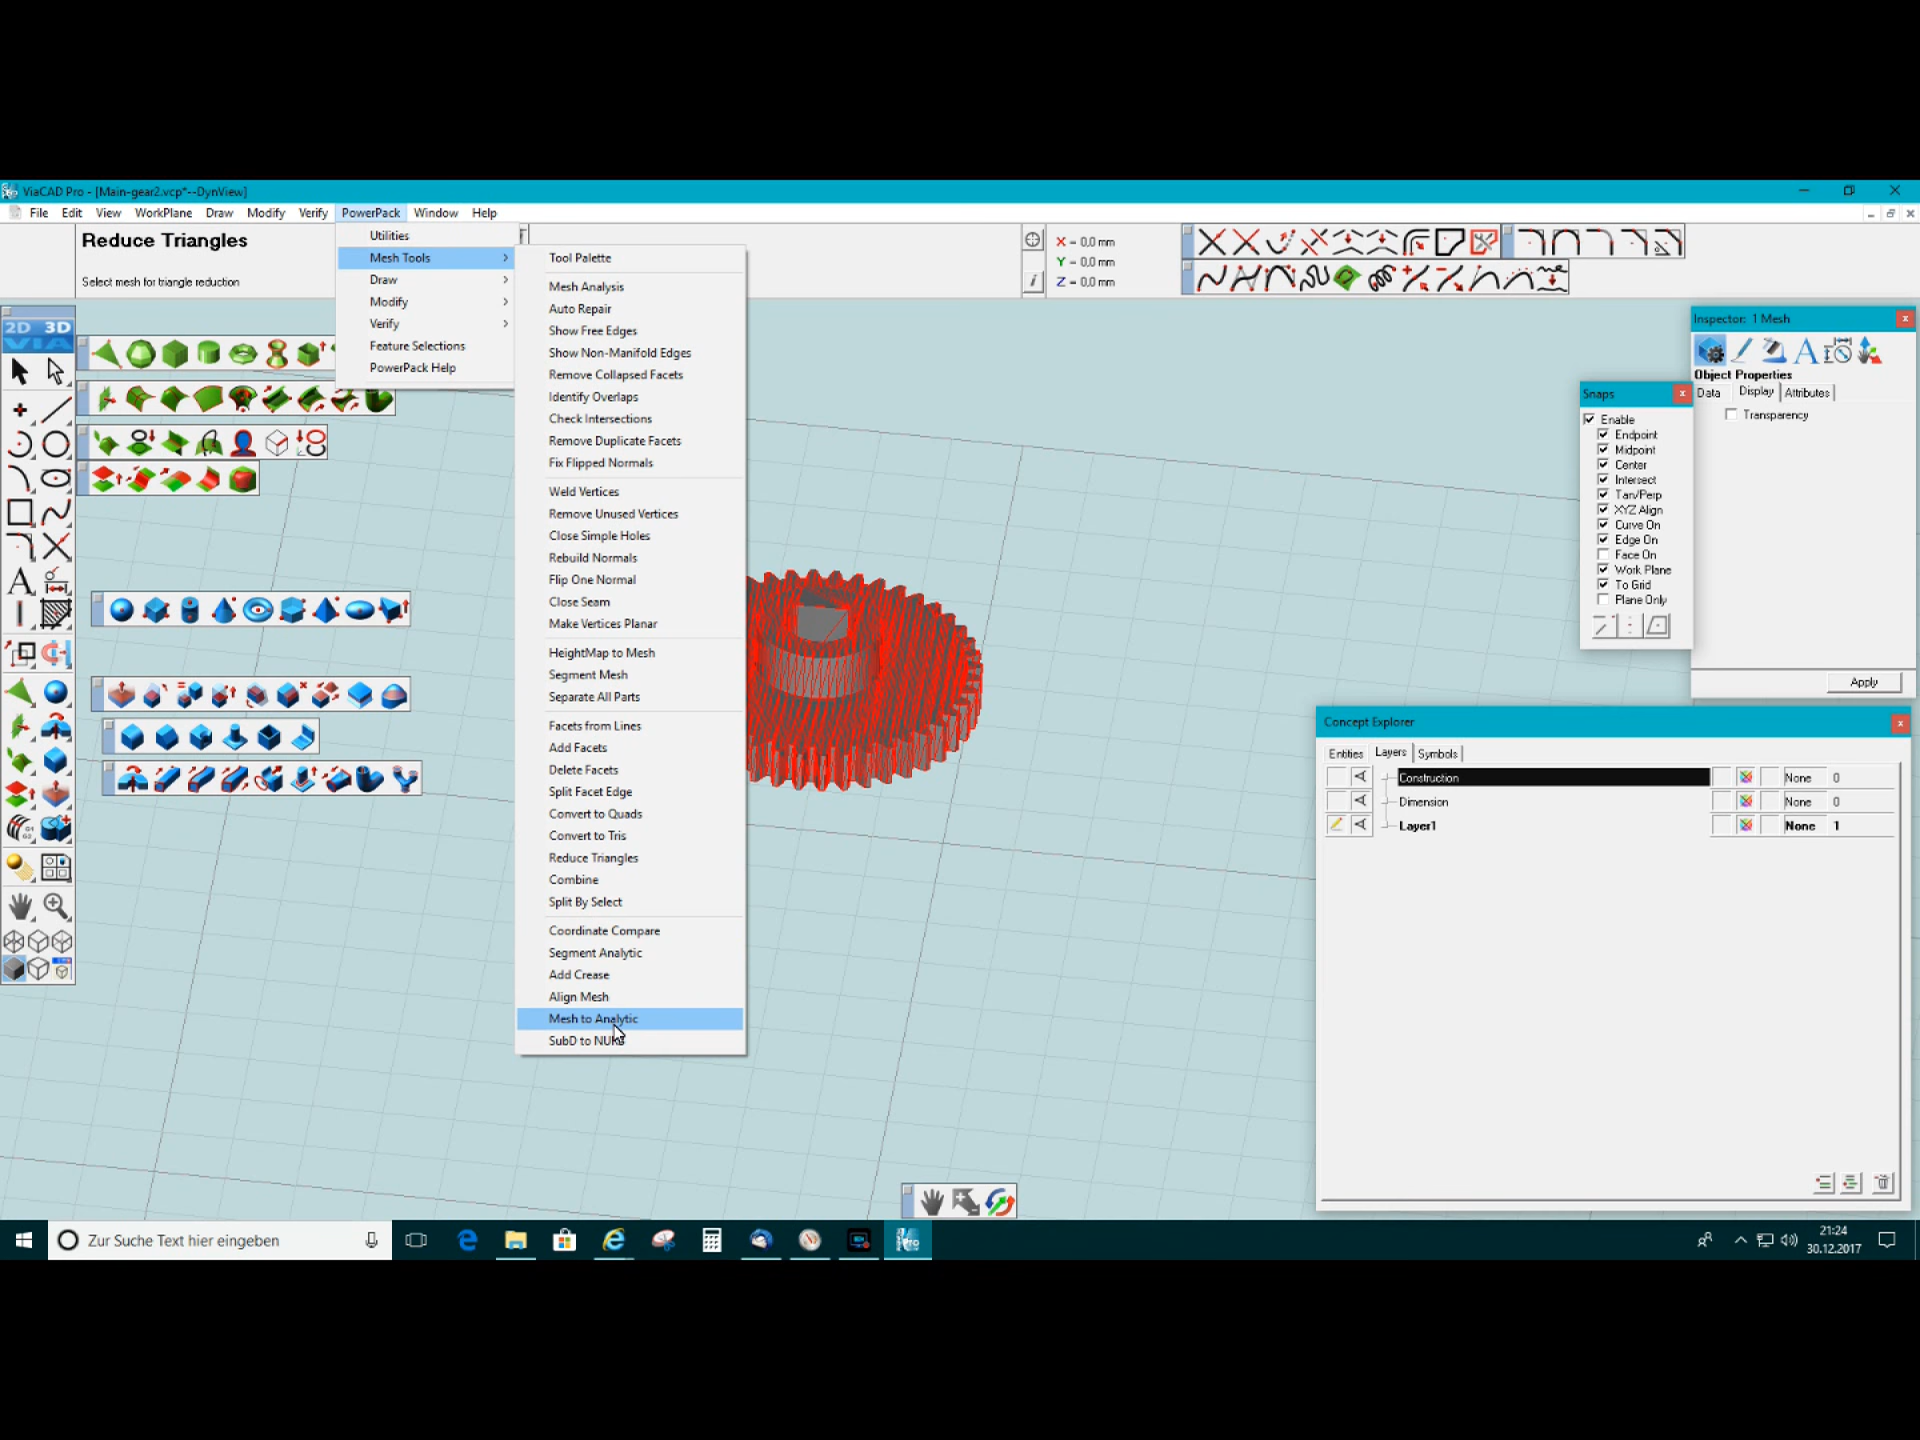 ViaCAD Pro - [Main-gear2.vcp*--DynView]
File Edit View WorkPlane Draw Modify Verify PowerPack Window Help
Reduce Triangles
Select mesh for triangle reduction
Utilities
Mesh Tools
Draw
Modify
Verify
Feature Selections
PowerPack Help
Tool Palette
Mesh Analysis
Auto Repair
Show Free Edges
Show Non-Manifold Edges
Remove Collapsed Facets
Identify Overlaps
Check Intersections
Remove Duplicate Facets
Fix Flipped Normals
Weld Vertices
Remove Unused Vertices
Close Simple Holes
Rebuild Normals
Flip One Normal
Close Seam
Make Vertices Planar
HeightMap to Mesh
Segment Mesh
Separate All Parts
Facets from Lines
Add Facets
Delete Facets
Split Facet Edge
Convert to Quads
Convert to Tris
Reduce Triangles
Combine
Split By Select
Coordinate Compare
Segment Analytic
Add Crease
Align Mesh
Mesh to Analytic
SubD to
X = 0,0 mm
Y = 0,0 mm
Z = 0,0 mm
2D 3D
VIA
Inspector: 1 Mesh
Object Properties
Data Display Attributes
Transparency
Apply
Snaps
Enable
Endpoint
Midpoint
Center
Intersect
Tan/Perp
XYZ Align
Curve On
Edge On
Face On
Work Plane
To Grid
Plane Only
Concept Explorer
Entities Layers Symbols
Construction None 0
Dimension None 0
Layer1 None 1
Zur Suche Text hier eingeben
21:24
30.12.2017